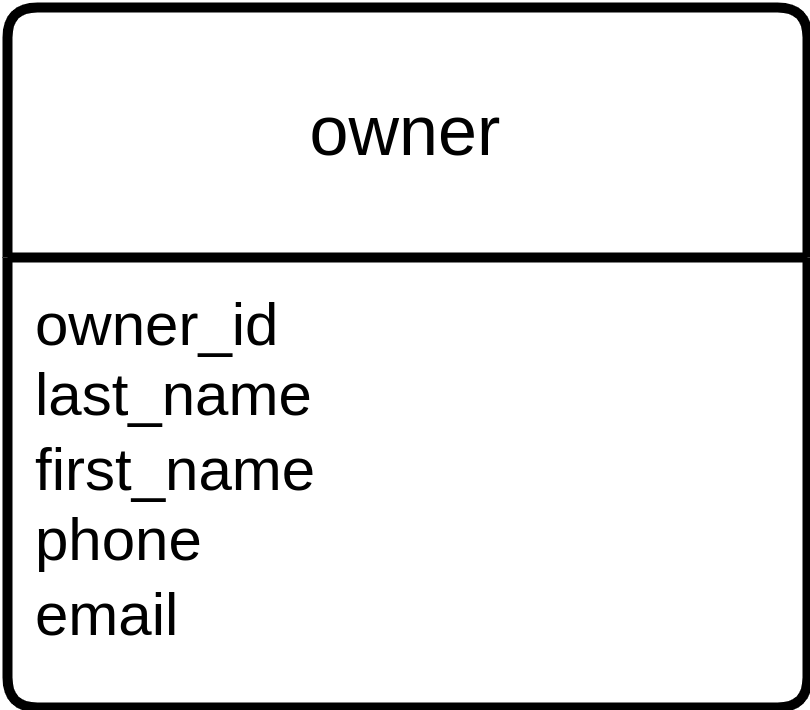 owner
owner_id
last_name
first_name
phone
email